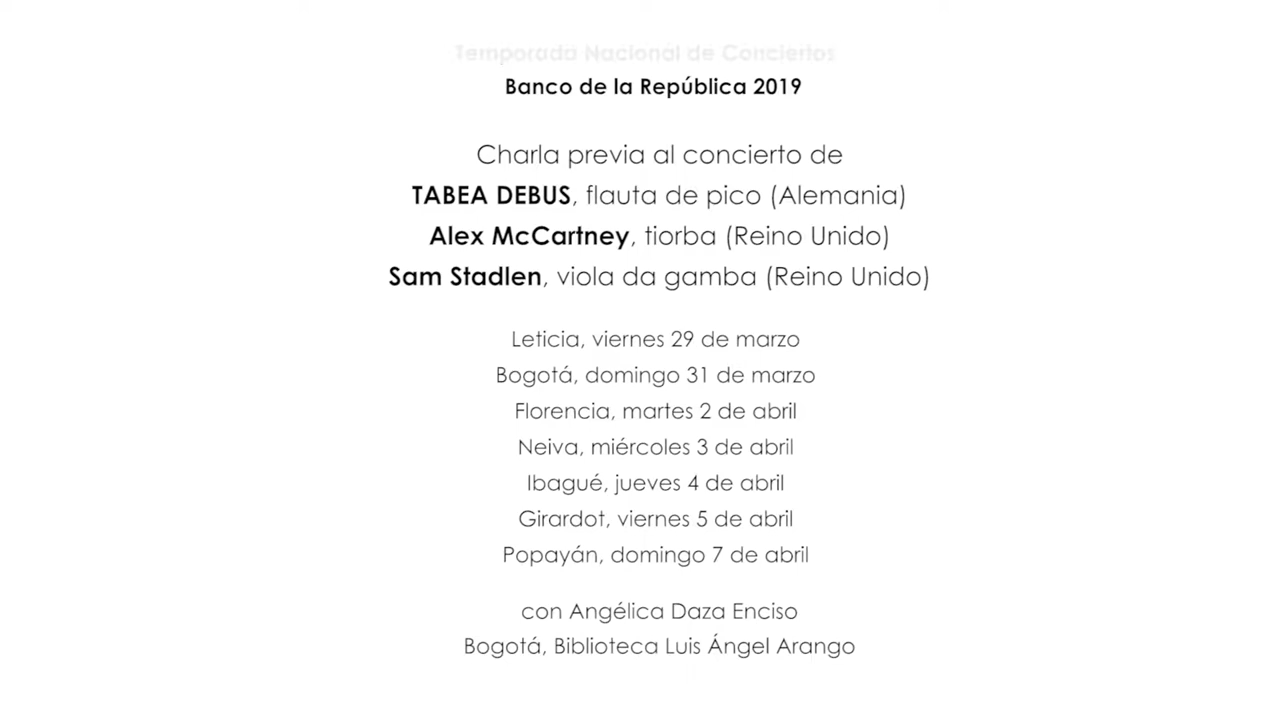 Temporada Nacional de Conciertos
Banco de la República 2019
Charla previa al concierto de
TABEA DEBUS, flauta de pico (Alemania)
Alex McCartney, tiorba (Reino Unido)
Sam Stadlen, viola da gamba (Reino Unido)
Leticia, viernes 29 de marzo
Bogotá, domingo 31 de marzo
Florencia, martes 2 de abril
Neiva, miércoles 3 de abril
Ibagué, jueves 4 de abril
Girardot, viernes 5 de abril
Popayán, domingo 7 de abril
con Angélica Daza Enciso
Bogotá, Biblioteca Luis Ángel Arango